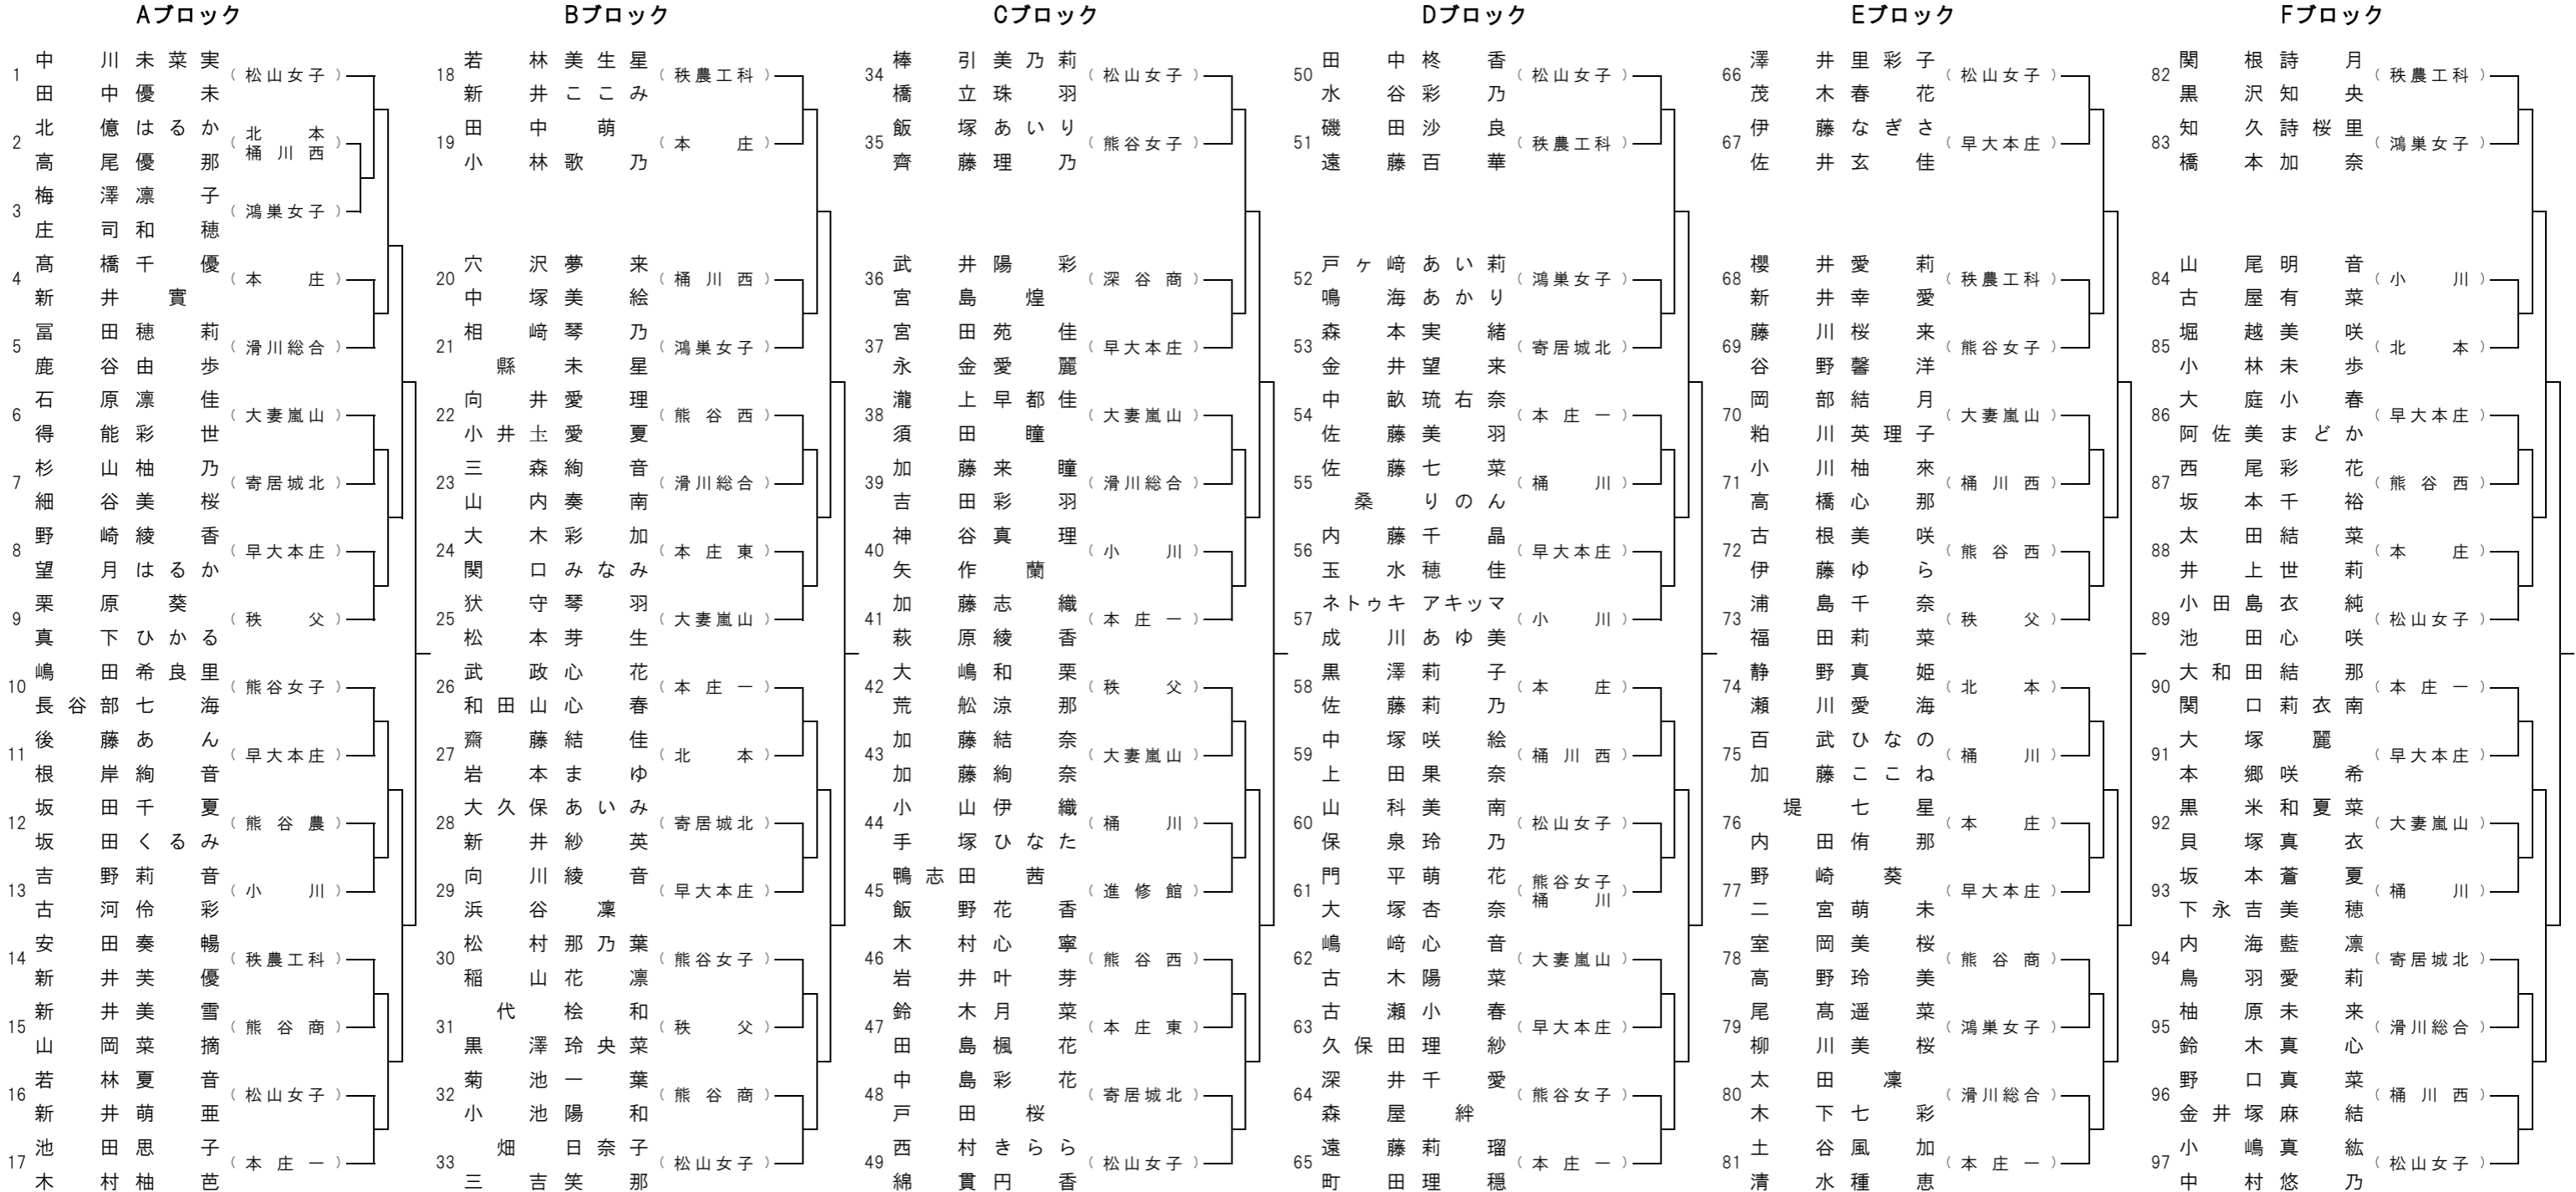 Aブロック
1 中川未菜実 (松山女子)
田中優未
2 北億はるか (北本
高尾優那 桶川西)
3 梅澤凛子 (鴻巣女子)
庄司和穂
4 髙橋千優 (本庄)
新井實
5 冨田穂莉 (滑川総合)
鹿谷由歩
6 石原凛佳 (大妻嵐山)
得能彩世
7 杉山柚乃 (寄居城北)
細谷美桜
8 野崎綾香 (早大本庄)
望月はるか
9 栗原葵 (秩父)
真下ひかる
10 嶋田希良里 (熊谷女子)
長谷部七海
11 後藤あん (早大本庄)
根岸絢音
12 坂田千夏 (熊谷農)
坂田くるみ
13 吉野莉音 (小川)
古河伶彩
14 安田奏暢 (秩農工科)
新井芙優
15 新井美雪 (熊谷商)
山岡菜摘
16 若林夏音 (松山女子)
新井萌亜
17 池田思子 (本庄一)
木村柚芭
Bブロック
18 若林美生星 (秩農工科)
新井ここみ
19 田中萌 (本庄)
小林歌乃
20 穴沢夢来 (桶川西)
中塚美絵
21 相﨑琴乃 (鴻巣女子)
縣未星
22 向井愛理 (熊谷西)
小井圡愛夏
23 三森絢音 (滑川総合)
山内奏南
24 大木彩加 (本庄東)
関口みなみ
25 犾守琴羽 (大妻嵐山)
松本芽生
26 武政心花 (本庄一)
和田山心春
27 齋藤結佳 (北本)
岩本まゆ
28 大久保あいみ (寄居城北)
新井紗英
29 向川綾音 (早大本庄)
浜谷凜
30 松村那乃葉 (熊谷女子)
稲山花凛
31 代桧和 (秩父)
黒澤玲央菜
32 菊池一葉 (熊谷商)
小池陽和
33 畑日奈子 (松山女子)
三吉笑那
Cブロック
34 棒引美乃莉 (松山女子)
橋立珠羽
35 飯塚あいり (熊谷女子)
齊藤理乃
36 武井陽彩 (深谷商)
宮島煌
37 宮田苑佳 (早大本庄)
永金愛麗
38 瀧上早都佳 (大妻嵐山)
須田瞳
39 加藤来瞳 (滑川総合)
吉田彩羽
40 神谷真理 (小川)
矢作蘭
41 加藤志織 (本庄一)
萩原綾香
42 大嶋和栗 (秩父)
荒舩涼那
43 加藤結奈 (大妻嵐山)
加藤絢奈
44 小山伊織 (桶川)
手塚ひなた
45 鴨志田茜 (進修館)
飯野花香
46 木村心寧 (熊谷西)
岩井叶芽
47 鈴木月菜 (本庄東)
田島楓花
48 中島彩花 (寄居城北)
戸田桜
49 西村きらら (松山女子)
綿貫円香
Dブロック
50 田中柊香 (松山女子)
水谷彩乃
51 磯田沙良 (秩農工科)
遠藤百華
52 戸ヶ﨑あい莉 (鴻巣女子)
鳴海あかり
53 森本実緒 (寄居城北)
金井望来
54 中畝琉右奈 (本庄一)
佐藤美羽
55 佐藤七菜 (桶川)
桑りのん
56 内藤千晶 (早大本庄)
玉水穂佳
57 ネトゥキアキッマ (小川)
成川あゆ美
58 黒澤莉子 (本庄)
佐藤莉乃
59 中塚咲絵 (桶川西)
上田果奈
60 山科美南 (松山女子)
保泉玲乃
61 門平萌花 (熊谷女子
大塚杏奈 桶川)
62 嶋﨑心音 (大妻嵐山)
古木陽菜
63 古瀬小春 (早大本庄)
久保田理紗
64 深井千愛 (熊谷女子)
森屋絆
65 遠藤莉瑠 (本庄一)
町田理穏
Eブロック
66 澤井里彩子 (松山女子)
茂木春花
67 伊藤なぎさ (早大本庄)
佐井玄佳
68 櫻井愛莉 (秩農工科)
新井幸愛
69 藤川桜来 (熊谷女子)
谷野馨洋
70 岡部結月 (大妻嵐山)
粕川英理子
71 小川柚來 (桶川西)
高橋心那
72 古根美咲 (熊谷西)
伊藤ゆら
73 浦島千奈 (秩父)
福田莉菜
74 静野真姫 (北本)
瀬川愛海
75 百武ひなの (桶川)
加藤ここね
76 堤七星 (本庄)
内田侑那
77 野崎葵 (早大本庄)
二宮萌未
78 室岡美桜 (熊谷商)
高野玲美
79 尾髙遥菜 (鴻巣女子)
柳川美桜
80 太田凜 (滑川総合)
木下七彩
81 土谷風加 (本庄一)
清水種恵
Fブロック
82 関根詩月 (秩農工科)
黒沢知央
83 知久詩桜里 (鴻巣女子)
橋本加奈
84 山尾明音 (小川)
古屋有菜
85 堀越美咲 (北本)
小林未歩
86 大庭小春 (早大本庄)
阿佐美まどか
87 西尾彩花 (熊谷西)
坂本千裕
88 太田結菜 (本庄)
井上世莉
89 小田島衣純 (松山女子)
池田心咲
90 大和田結那 (本庄一)
関口莉衣南
91 大塚麗 (早大本庄)
本郷咲希
92 黒米和夏菜 (大妻嵐山)
貝塚真衣
93 坂本蒼夏 (桶川)
下永吉美穂
94 内海藍凛 (寄居城北)
鳥羽愛莉
95 柚原未来 (滑川総合)
鈴木真心
96 野口真菜 (桶川西)
金井塚麻結
97 小嶋真紘 (松山女子)
中村悠乃